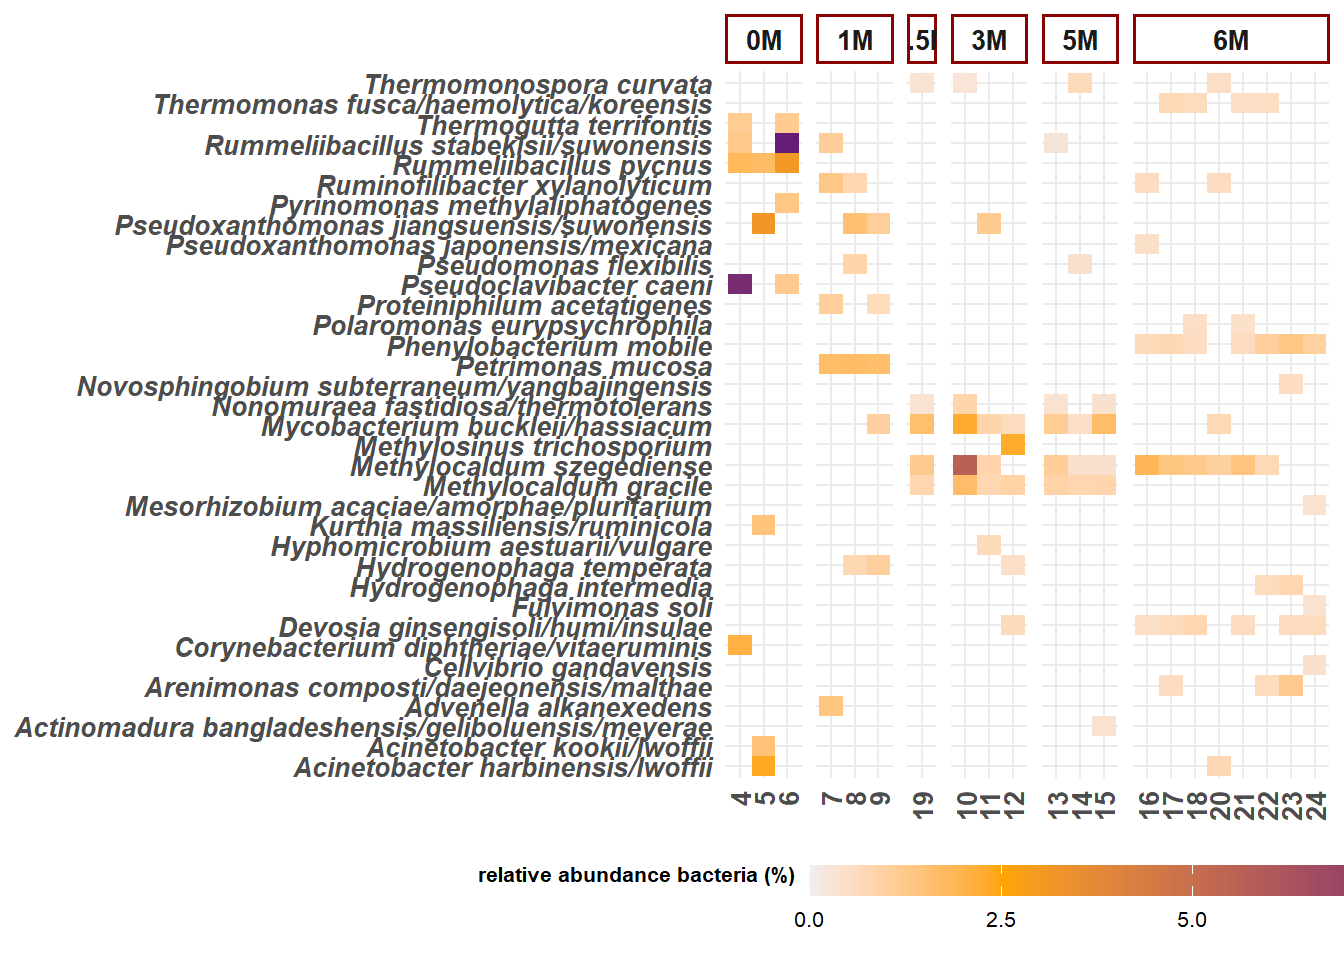 0M 1M .5M 3M 5M 6M
Thermomonospora curvata
Thermomonas fusca/haemolytica/koreensis
Thermogutta terrifontis
Rummeliibacillus stabekisii/suwonensis
Rummeliibacillus pycnus
Ruminofilibacter xylanolyticum
Pyrinomonas methylaliphatogenes
Pseudoxanthomonas jiangsuensis/suwonensis
Pseudoxanthomonas japonensis/mexicana
Pseudomonas flexibilis
Pseudoclavibacter caeni
Proteiniphilum acetatigenes
Polaromonas eurypsychrophila
Phenylobacterium mobile
Petrimonas mucosa
Novosphingobium subterraneum/yangbajingensis
Nonomuraea fastidiosa/thermotolerans
Mycobacterium buckleii/hassiacum
Methylosinus trichosporium
Methylocaldum szegediense
Methylocaldum gracile
Mesorhizobium acaciae/amorphae/plurifarium
Kurthia massiliensis/ruminicola
Hyphomicrobium aestuarii/vulgare
Hydrogenophaga temperata
Hydrogenophaga intermedia
Fulvimonas soli
Devosia ginsengisoli/humi/insulae
Corynebacterium diphtheriae/vitaeruminis
Cellvibrio gandavensis
Arenimonas composti/daejeonensis/malthae
Advenella alkanexedens
Actinomadura bangladeshensis/geliboluensis/meyerae
Acinetobacter kookii/lwoffii
Acinetobacter harbinensis/lwoffii
4 5 6 7 8 9 19 10 11 12 13 14 15 16 17 18 20 21 22 23 24
relative abundance bacteria (%)
0.0 2.5 5.0